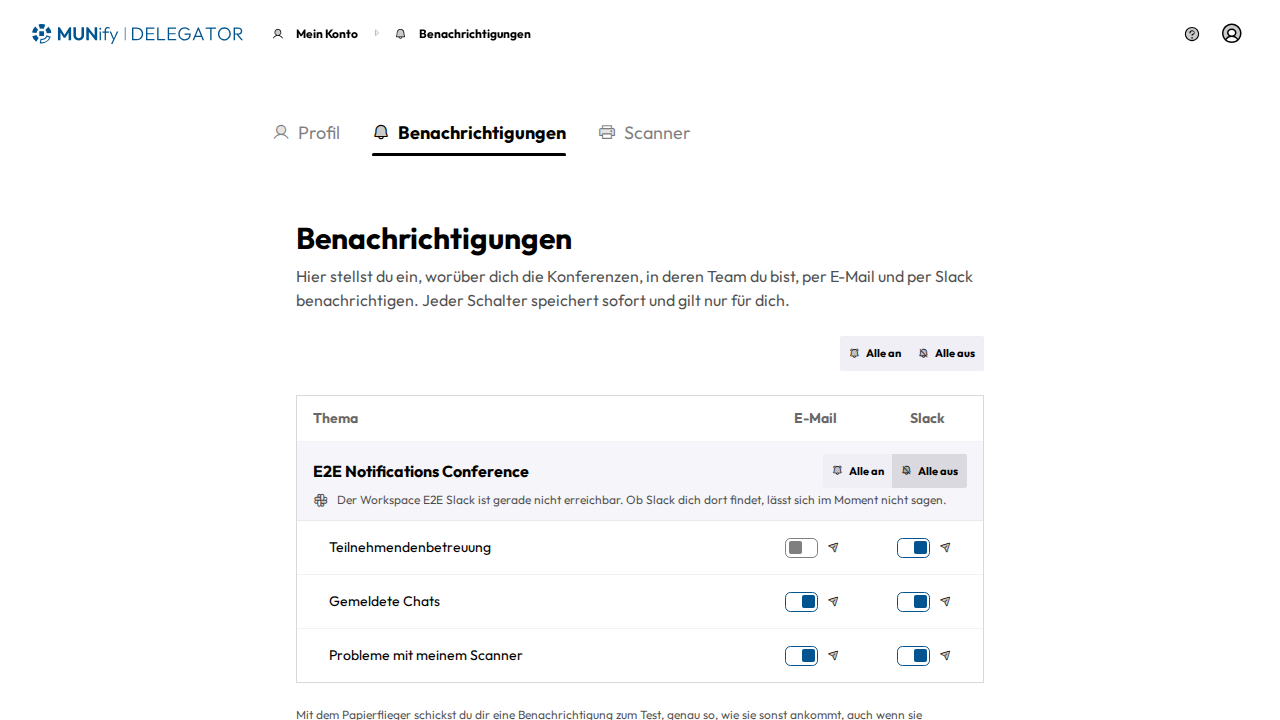 MUNify | DELEGATOR
Mein Konto
Benachrichtigungen
Profil
Benachrichtigungen
Scanner
Benachrichtigungen
Hier stellst du ein, worüber dich die Konferenzen, in deren Team du bist, per E-Mail und per Slack
benachrichtigen. Jeder Schalter speichert sofort und gilt nur für dich.
Alle an
Alle aus
Thema
E-Mail
Slack
E2E Notifications Conference
Alle an
Alle aus
Der Workspace E2E Slack ist gerade nicht erreichbar. Ob Slack dich dort findet, lässt sich im Moment nicht sagen.
Teilnehmendenbetreuung
Gemeldete Chats
Probleme mit meinem Scanner
Mit dem Papierflieger schickst du dir eine Benachrichtigung zum Test, genau so, wie sie sonst ankommt, auch wenn sie